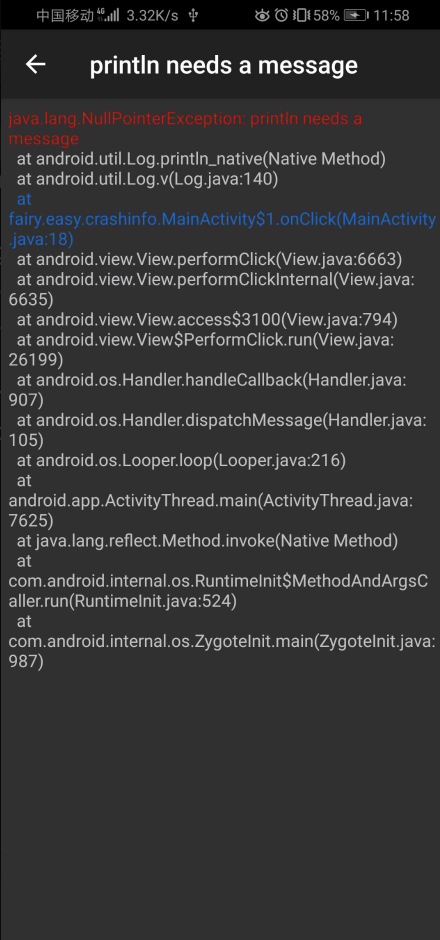 中国移动 4G 3.32K/s 58% 11:58
println needs a message
java.lang.NullPointerException: println needs a
message
at android.util.Log.println_native(Native Method)
at android.util.Log.v(Log.java:140)
at
fairy.easy.crashinfo.MainActivity$1.onClick(MainActivity
.java:18)
at android.view.View.performClick(View.java:6663)
at android.view.View.performClickInternal(View.java:
6635)
at android.view.View.access$3100(View.java:794)
at android.view.View$PerformClick.run(View.java:
26199)
at android.os.Handler.handleCallback(Handler.java:
907)
at android.os.Handler.dispatchMessage(Handler.java:
105)
at android.os.Looper.loop(Looper.java:216)
at
android.app.ActivityThread.main(ActivityThread.java:
7625)
at java.lang.reflect.Method.invoke(Native Method)
at
com.android.internal.os.RuntimeInit$MethodAndArgsC
aller.run(RuntimeInit.java:524)
at
com.android.internal.os.ZygoteInit.main(ZygoteInit.java:
987)